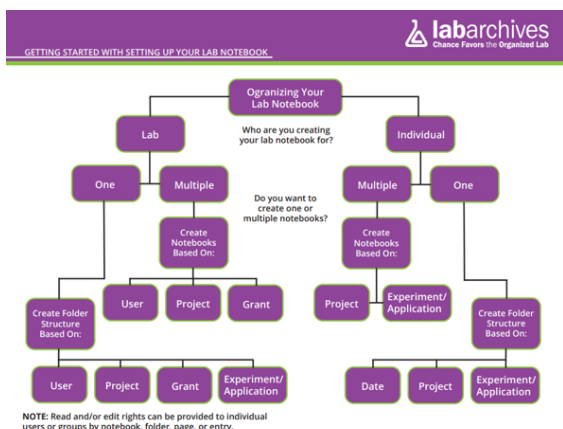 GETTING STARTED WITH SETTING UP YOUR LAB NOTEBOOK
labarchives
Chance Favors the Organized Lab
Ogranizing Your
Lab Notebook
Lab
Who are you creating
your lab notebook for?
Individual
One
Multiple
Do you want to
create one or
multiple notebooks?
Multiple
One
Create
Notebooks
Based On:
Create
Notebooks
Based On:
User
Project
Grant
Project
Experiment/
Application
Create Folder
Structure
Based On:
Create Folder
Structure
Based On:
User
Project
Grant
Experiment/
Application
Date
Project
Experiment/
Application
NOTE: Read and/or edit rights can be provided to individual
users or groups by notebook, folder, page, or entry.